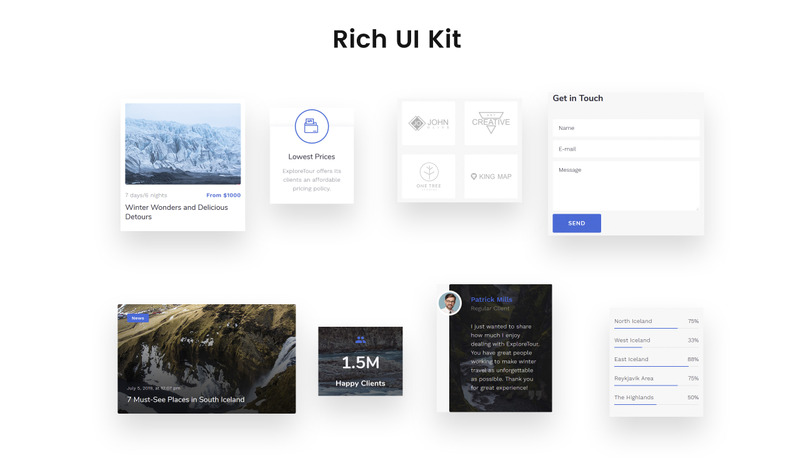 Rich UI Kit
7 days/6 nights
From $1000
Winter Wonders and Delicious
Detours
Lowest Prices
ExploreTour offers its
clients an affordable
pricing policy.
JOHN
CREATIVE
ONE TREE
KING MAP
Get in Touch
Name
E-mail
Message
SEND
News
July 5, 2019, at 10:07 pm
7 Must-See Places in South Iceland
1.5M
Happy Clients
Patrick Mills
Regular Client
I just wanted to share
how much I enjoy
dealing with ExploreTour.
You have great people
working to make winter
travel as unforgettable
as possible. Thank you
for great experience!
North Iceland 75%
West Iceland 33%
East Iceland 88%
Reykjavik Area 75%
The Highlands 50%